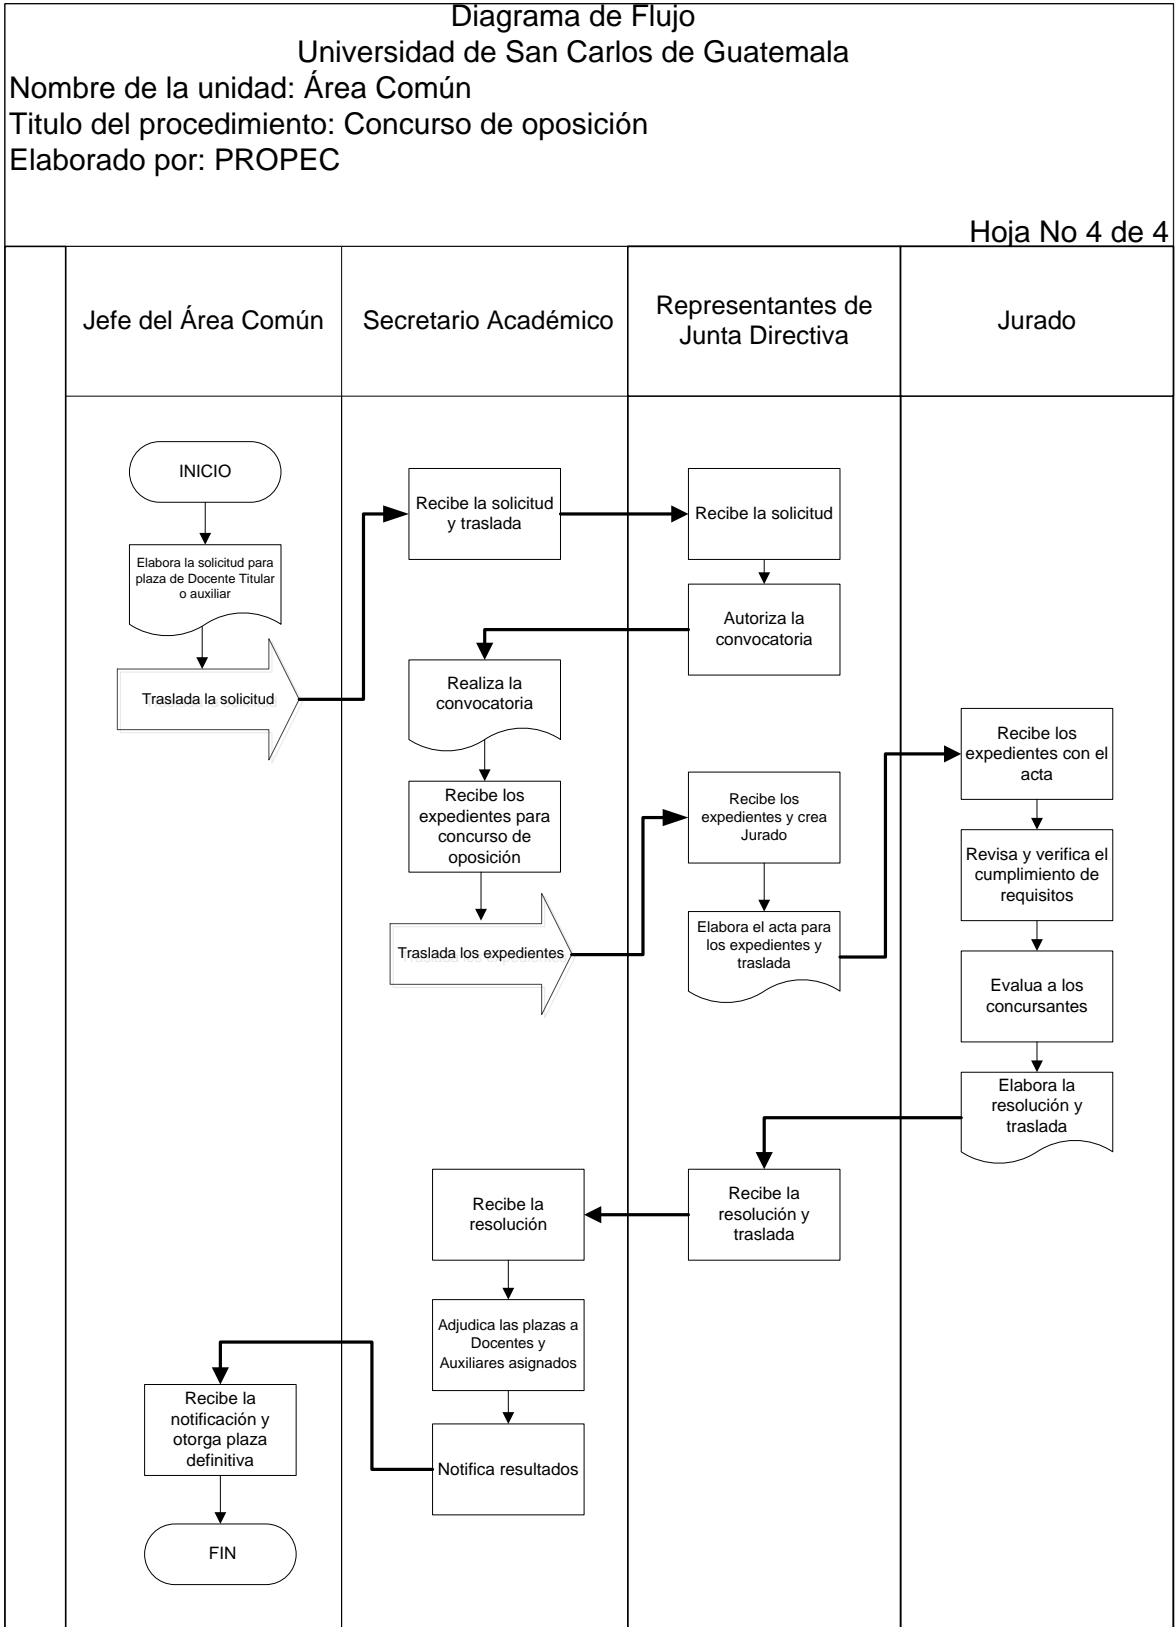 Diagrama de Flujo
Universidad de San Carlos de Guatemala
Nombre de la unidad: Área Común
Titulo del procedimiento: Concurso de oposición
Elaborado por: PROPEC
Hoja No 4 de 4
Jefe del Área Común
Secretario Académico
Representantes de
Junta Directiva
Jurado
INICIO
Elabora la solicitud para
plaza de Docente Titular
o auxiliar
Traslada la solicitud
Recibe la solicitud
y traslada
Recibe la solicitud
Autoriza la
convocatoria
Realiza la
convocatoria
Recibe los
expedientes para
concurso de
oposición
Traslada los expedientes
Recibe los
expedientes y crea
Jurado
Elabora el acta para
los expedientes y
traslada
Recibe los
expedientes con el
acta
Revisa y verifica el
cumplimiento de
requisitos
Evalua a los
concursantes
Elabora la
resolución y
traslada
Recibe la
resolución y
traslada
Recibe la
resolución
Adjudica las plazas a
Docentes y
Auxiliares asignados
Notifica resultados
Recibe la
notificación y
otorga plaza
definitiva
FIN